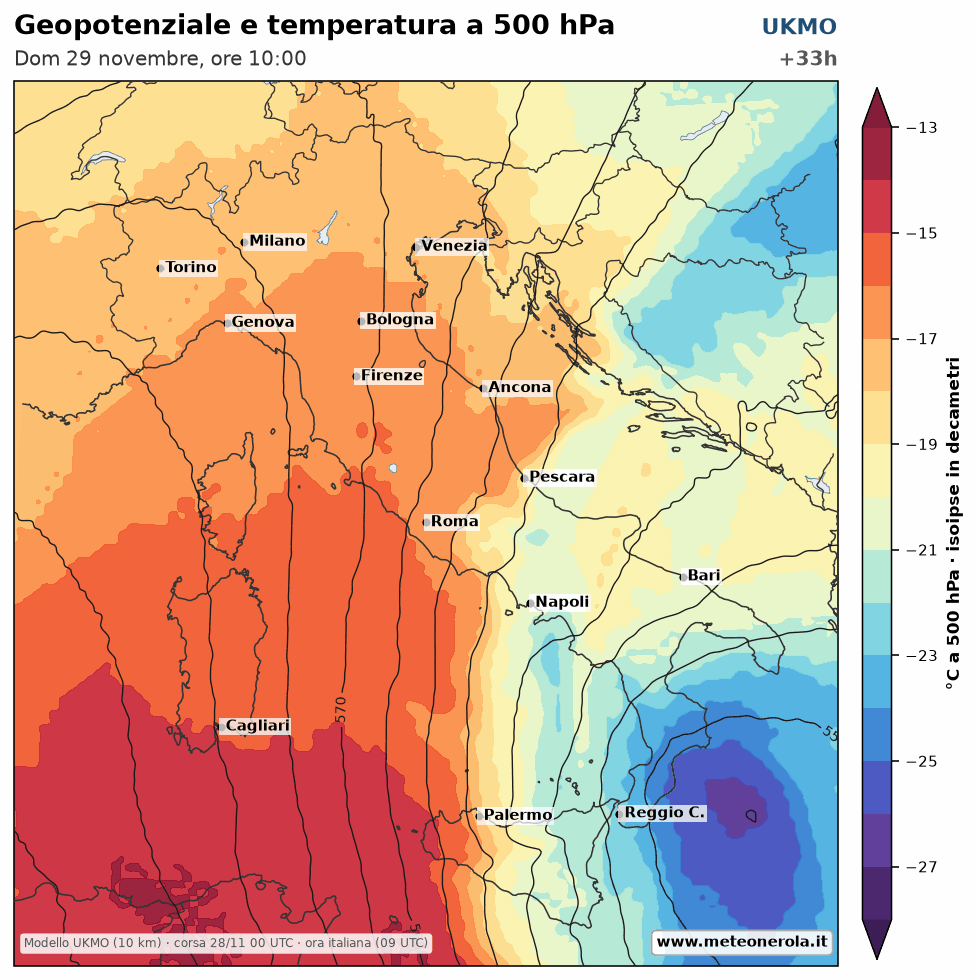 Geopotenziale e temperatura a 500 hPa
UKMO
Dom 29 novembre, ore 10:00
+33h
Milano
Venezia
Torino
Genova
Bologna
Firenze
Ancona
Pescara
Roma
Bari
Napoli
570
Cagliari
55
Palermo
Reggio C.
−13
−15
−17
−19
−21
−23
−25
−27
°C a 500 hPa · isoipse in decametri
Modello UKMO (10 km) · corsa 28/11 00 UTC · ora italiana (09 UTC)
www.meteonerola.it